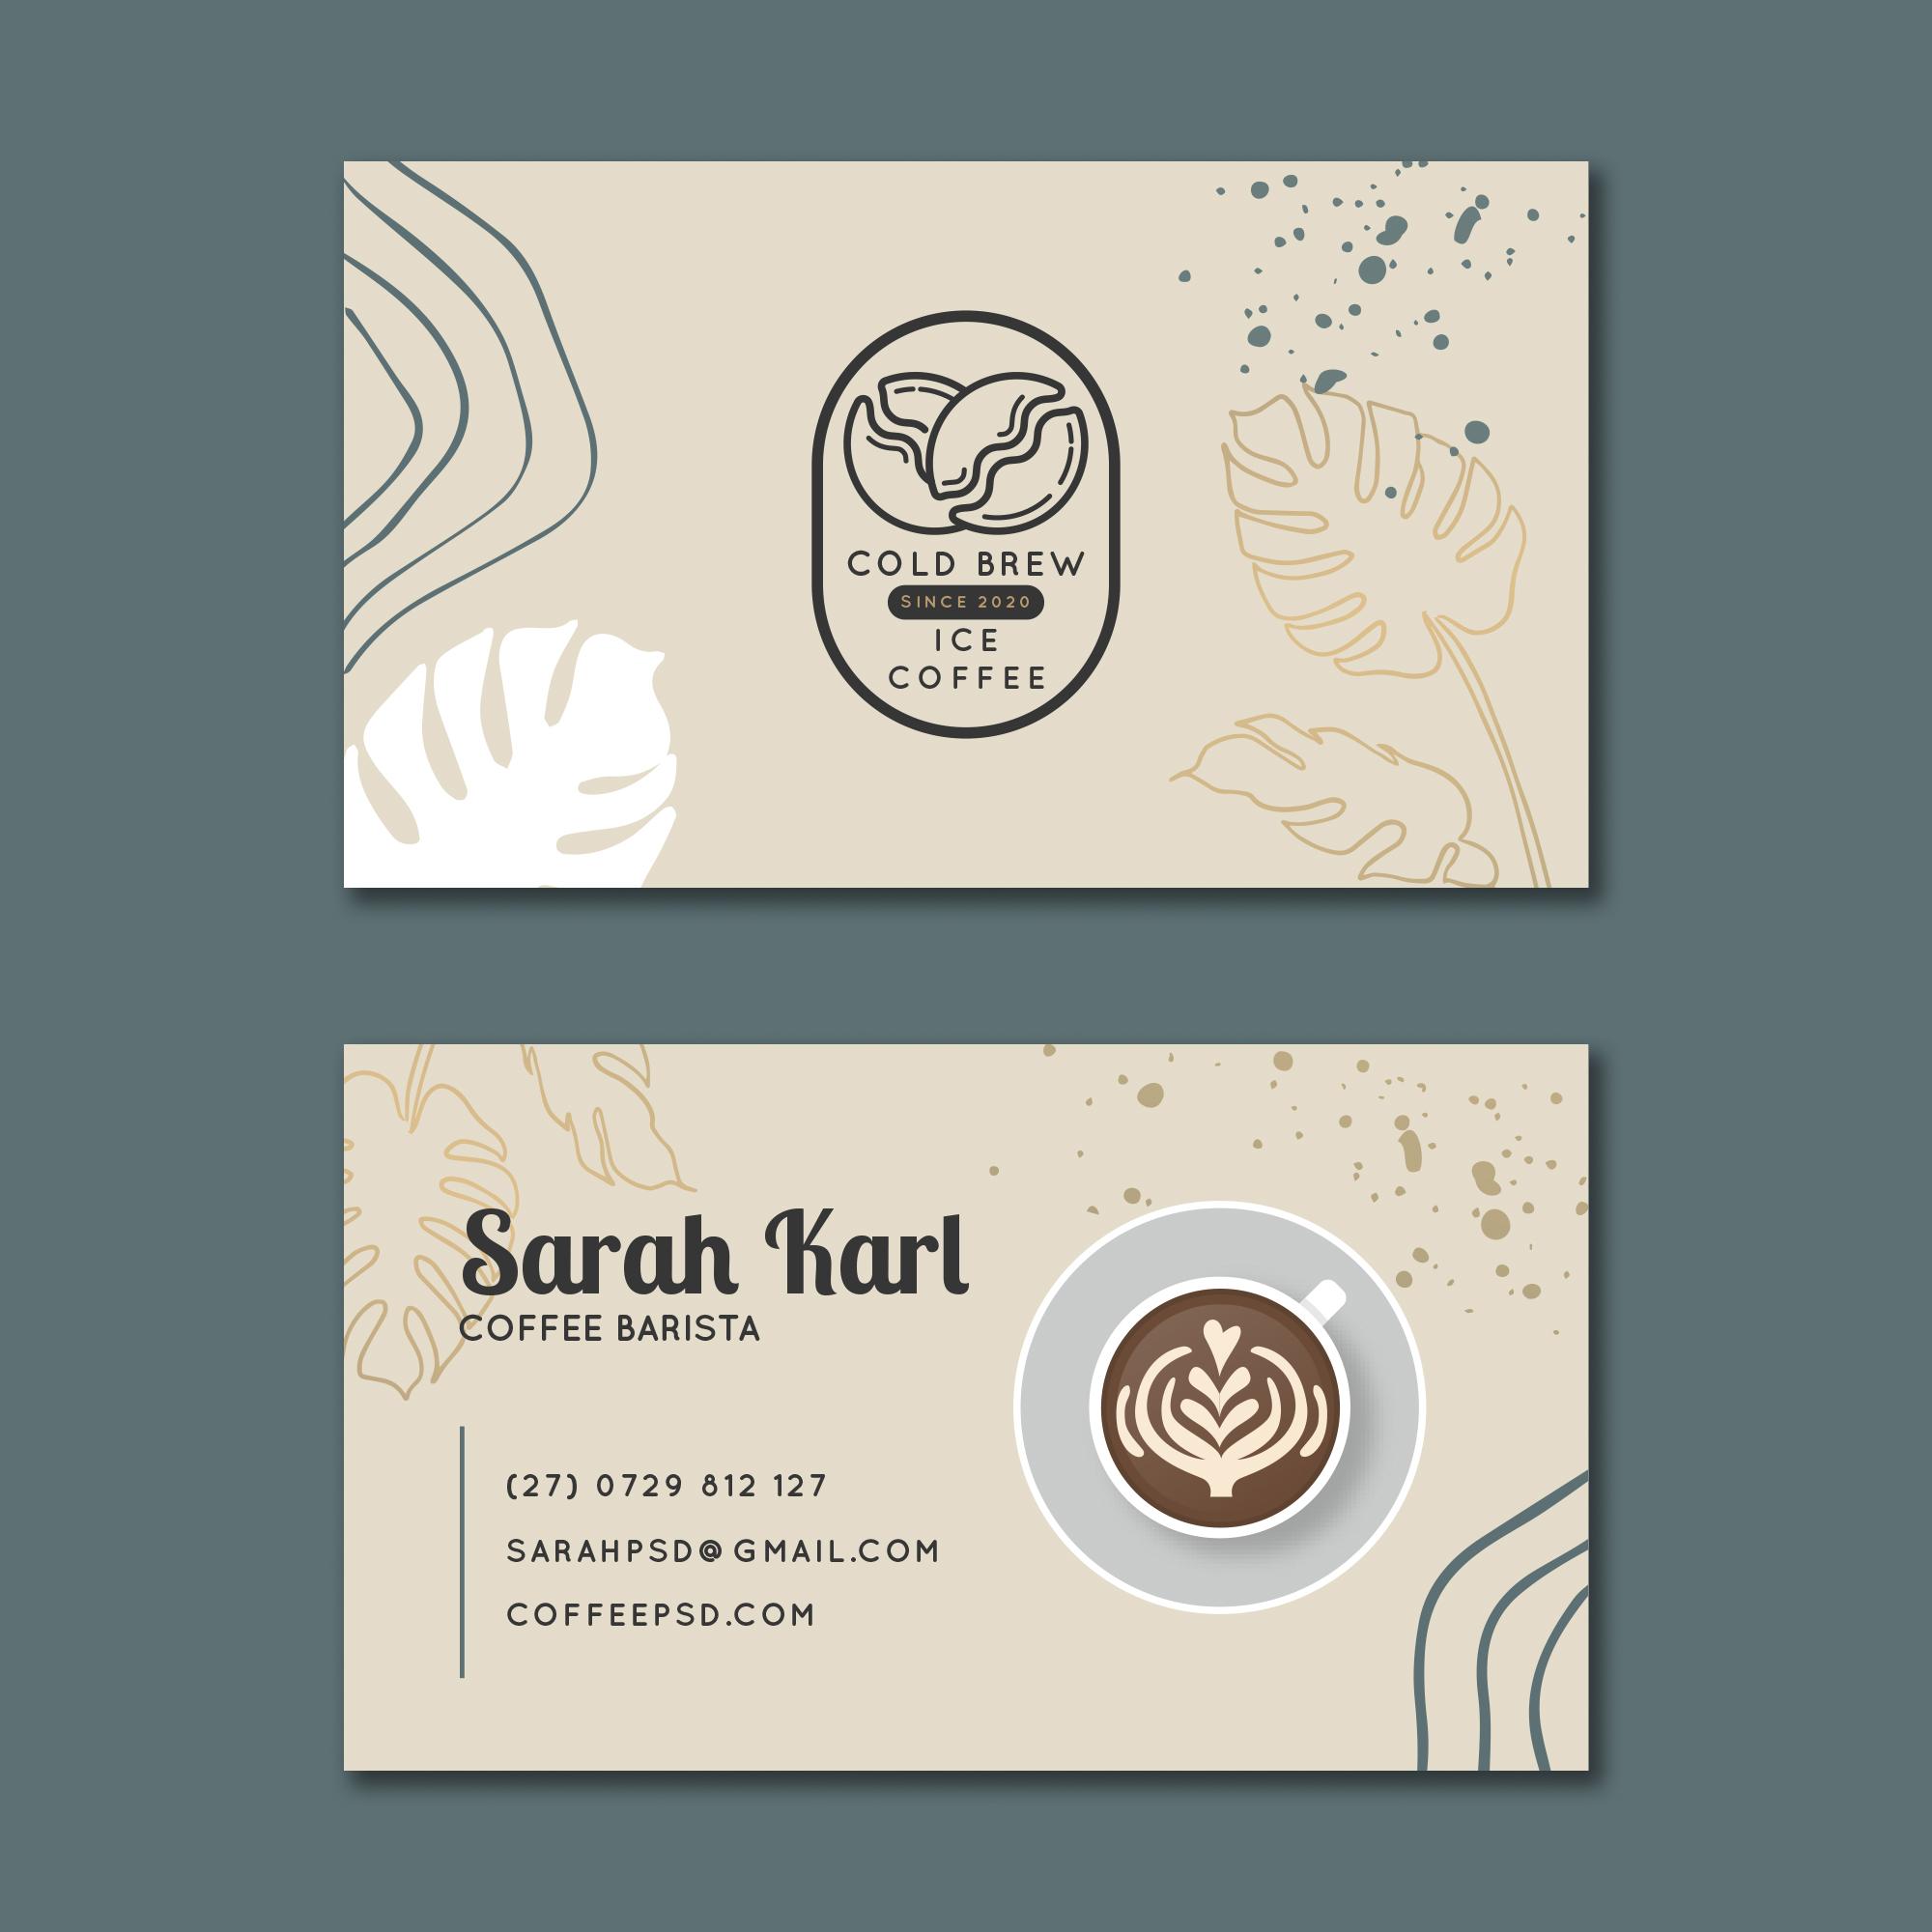 COLD BREW
SINCE 2020
ICE
COFFEE
Sarah Karl
COFFEE BARISTA
(27) 0729 812 127
SARAHPSD@GMAIL.COM
COFFEEPSD.COM